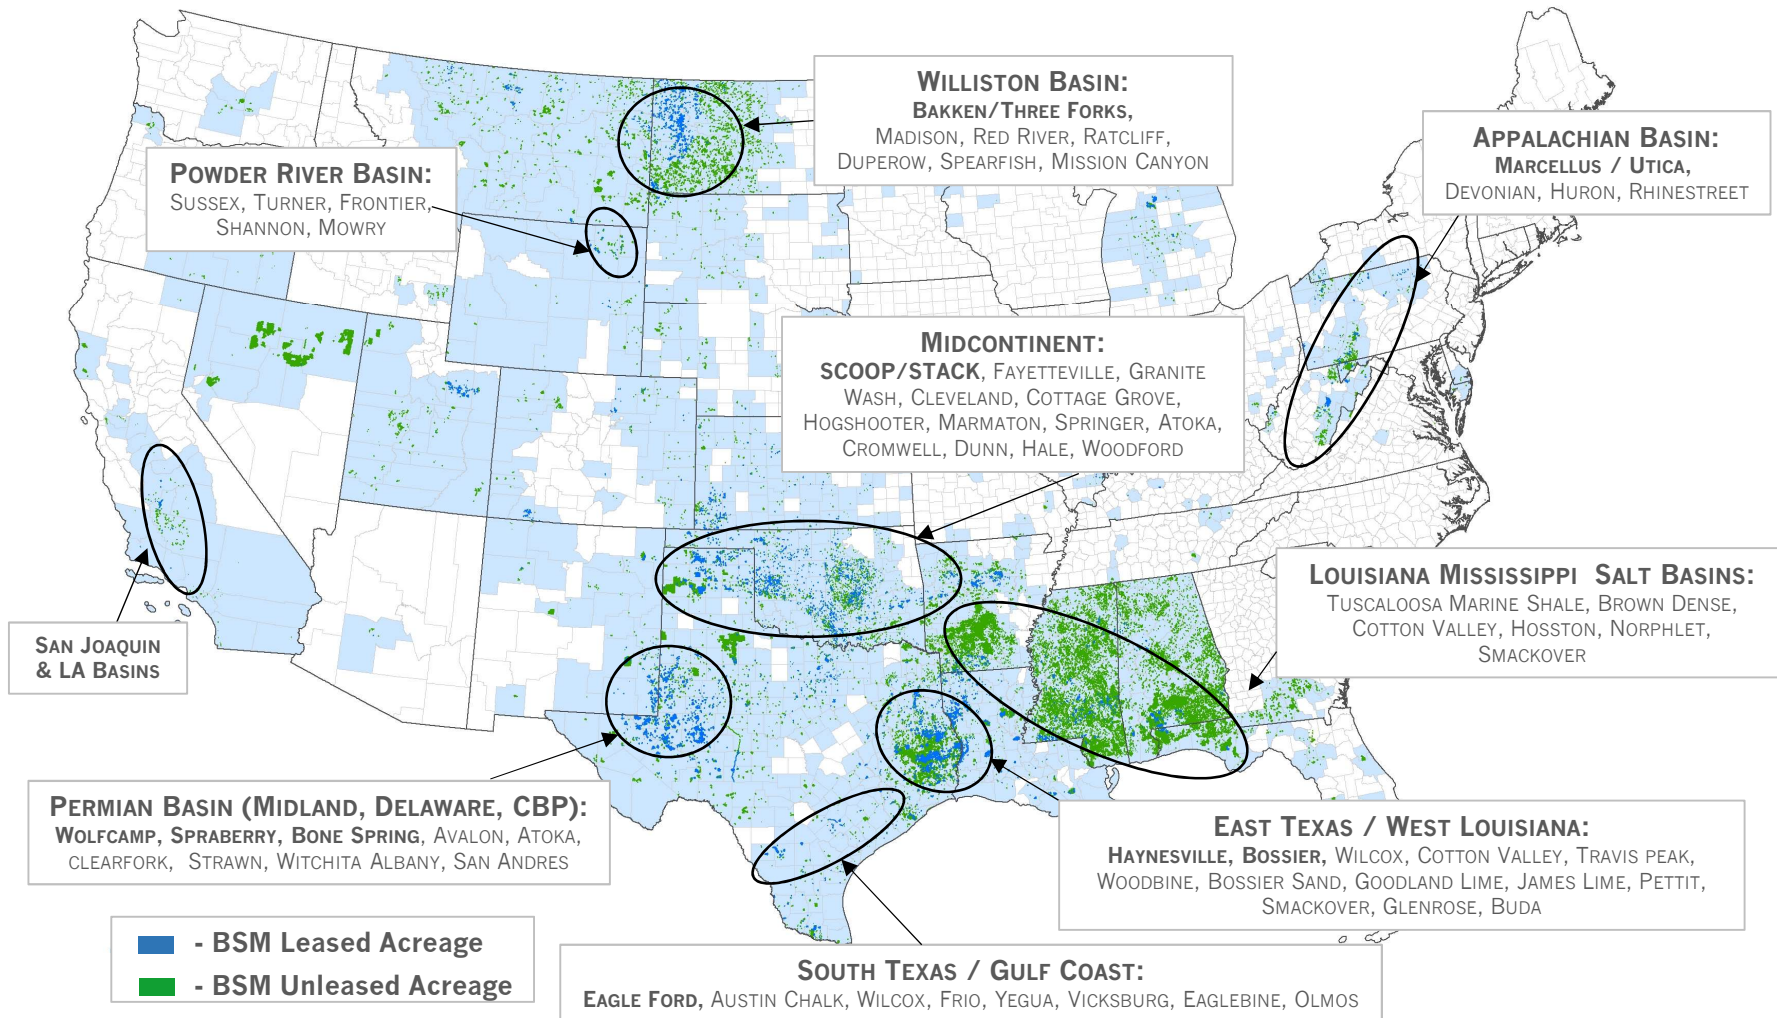 WILLISTON BASIN:
BAKKEN/THREE FORKS,
MADISON, RED RIVER, RATCLIFF,
DUPEROW, SPEARFISH, MISSION CANYON
APPALACHIAN BASIN:
MARCELLUS / UTICA,
DEVONIAN, HURON, RHINESTREET
POWDER RIVER BASIN:
SUSSEX, TURNER, FRONTIER,
SHANNON, MOWRY
MIDCONTINENT:
SCOOP/STACK, FAYETTEVILLE, GRANITE
WASH, CLEVELAND, COTTAGE GROVE,
HOGSHOOTER, MARMATON, SPRINGER, ATOKA,
CROMWELL, DUNN, HALE, WOODFORD
LOUISIANA MISSISSIPPI SALT BASINS:
TUSCALOOSA MARINE SHALE, BROWN DENSE,
COTTON VALLEY, HOSSTON, NORPHLET,
SMACKOVER
SAN JOAQUIN
& LA BASINS
PERMIAN BASIN (MIDLAND, DELAWARE, CBP):
WOLFCAMP, SPRABERRY, BONE SPRING, AVALON, ATOKA,
CLEARFORK, STRAWN, WITCHITA ALBANY, SAN ANDRES
EAST TEXAS / WEST LOUISIANA:
HAYNESVILLE, BOSSIER, WILCOX, COTTON VALLEY, TRAVIS PEAK,
WOODBINE, BOSSIER SAND, GOODLAND LIME, JAMES LIME, PETTIT,
SMACKOVER, GLENROSE, BUDA
- BSM Leased Acreage
- BSM Unleased Acreage
SOUTH TEXAS / GULF COAST:
EAGLE FORD, AUSTIN CHALK, WILCOX, FRIO, YEGUA, VICKSBURG, EAGLEBINE, OLMOS